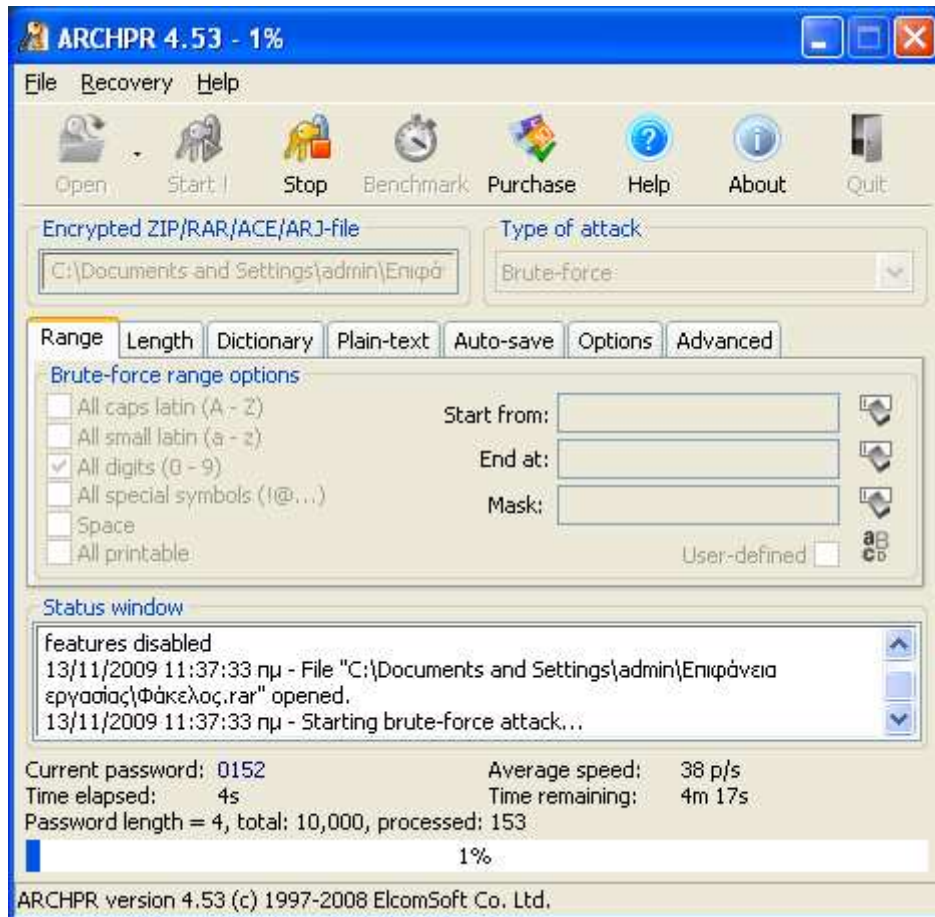 ARCHPR 4.53 - 1%
File Recovery Help
Open Start ! Stop Benchmark Purchase Help About Quit
Encrypted ZIP/RAR/ACE/ARJ-file
Type of attack
C:\Documents and Settings\admin\Επιφά
Brute-force
Range Length Dictionary Plain-text Auto-save Options Advanced
Brute-force range options
All caps latin (A - Z)
All small latin (a - z)
All digits (0 - 9)
All special symbols (!@...)
Space
All printable
Start from:
End at:
Mask:
User-defined
Status window
features disabled
13/11/2009 11:37:33 πμ - File "C:\Documents and Settings\admin\Επιφάνεια
εργασίας\Φάκελος.rar" opened.
13/11/2009 11:37:33 πμ - Starting brute-force attack...
Current password: 0152
Average speed: 38 p/s
Time elapsed: 4s
Time remaining: 4m 17s
Password length = 4, total: 10,000, processed: 153
1%
ARCHPR version 4.53 (c) 1997-2008 ElcomSoft Co. Ltd.